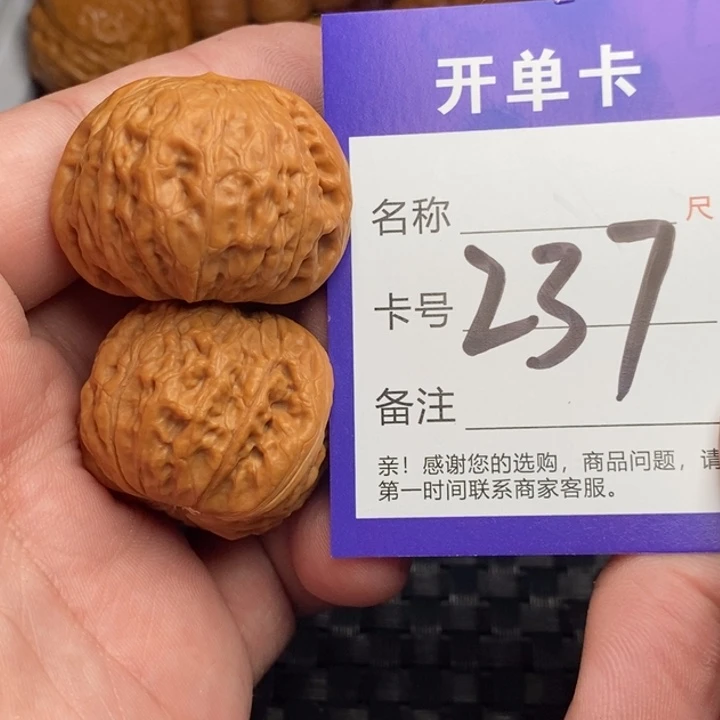 开单卡
名称 尺
卡号 237
备注
亲！感谢您的选购，商品问题，请
第一时间联系商家客服。